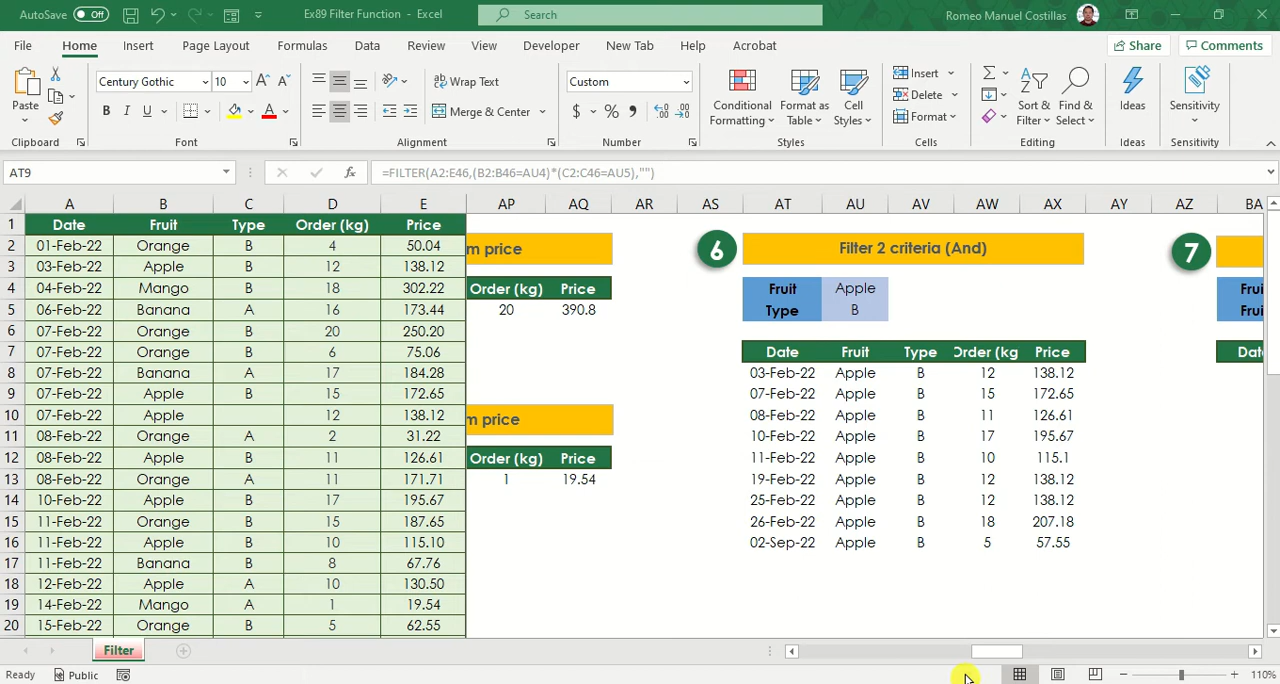 AutoSave Off Ex89 Filter Function - Excel Search Romeo Manuel Costillas
File Home Insert Page Layout Formulas Data Review View Developer New Tab Help Acrobat Share Comments
Paste Century Gothic 10 A A Wrap Text Custom Conditional Formatting Format as Table Cell Styles Insert Delete Format Sort & Filter Find & Select Ideas Sensitivity
B I U A Merge & Center $ % 9
Clipboard Font Alignment Number Styles Cells Editing Ideas Sensitivity
AT9 fx =FILTER(A2:E46,(B2:B46=AU4)*(C2:C46=AU5),"")
A B C D E AP AQ AR AS AT AU AV AW AX AY AZ BA
1 Date Fruit Type Order (kg) Price
2 01-Feb-22 Orange B 4 50.04 m price 6 Filter 2 criteria (And) 7
3 03-Feb-22 Apple B 12 138.12
4 04-Feb-22 Mango B 18 302.22 Order (kg) Price Fruit Apple Frui
5 06-Feb-22 Banana A 16 173.44 20 390.8 Type B Frui
6 07-Feb-22 Orange B 20 250.20
7 07-Feb-22 Orange B 6 75.06 Date Fruit Type Order (kg Price Dat
8 07-Feb-22 Banana A 17 184.28 03-Feb-22 Apple B 12 138.12
9 07-Feb-22 Apple B 15 172.65 07-Feb-22 Apple B 15 172.65
10 07-Feb-22 Apple 12 138.12 m price 08-Feb-22 Apple B 11 126.61
11 08-Feb-22 Orange A 2 31.22 10-Feb-22 Apple B 17 195.67
12 08-Feb-22 Apple B 11 126.61 Order (kg) Price 11-Feb-22 Apple B 10 115.1
13 08-Feb-22 Orange A 11 171.71 1 19.54 19-Feb-22 Apple B 12 138.12
14 10-Feb-22 Apple B 17 195.67 25-Feb-22 Apple B 12 138.12
15 11-Feb-22 Orange B 15 187.65 26-Feb-22 Apple B 18 207.18
16 11-Feb-22 Apple B 10 115.10 02-Sep-22 Apple B 5 57.55
17 11-Feb-22 Banana B 8 67.76
18 12-Feb-22 Apple A 10 130.50
19 14-Feb-22 Mango A 1 19.54
20 15-Feb-22 Orange B 5 62.55
Filter
Ready Public 110%